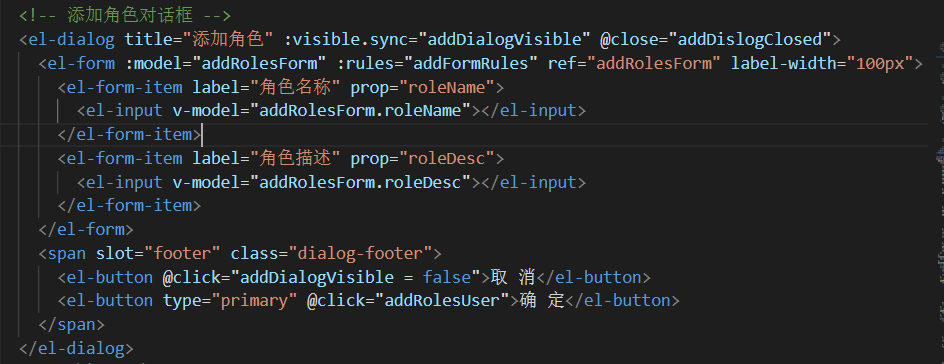 <!-- 添加角色对话框 -->
<el-dialog title="添加角色" :visible.sync="addDialogVisible" @close="addDislogClosed">
<el-form :model="addRolesForm" :rules="addFormRules" ref="addRolesForm" label-width="100px">
<el-form-item label="角色名称" prop="roleName">
<el-input v-model="addRolesForm.roleName"></el-input>
</el-form-item>
<el-form-item label="角色描述" prop="roleDesc">
<el-input v-model="addRolesForm.roleDesc"></el-input>
</el-form-item>
</el-form>
<span slot="footer" class="dialog-footer">
<el-button @click="addDialogVisible = false">取 消</el-button>
<el-button type="primary" @click="addRolesUser">确 定</el-button>
</span>
</el-dialog>